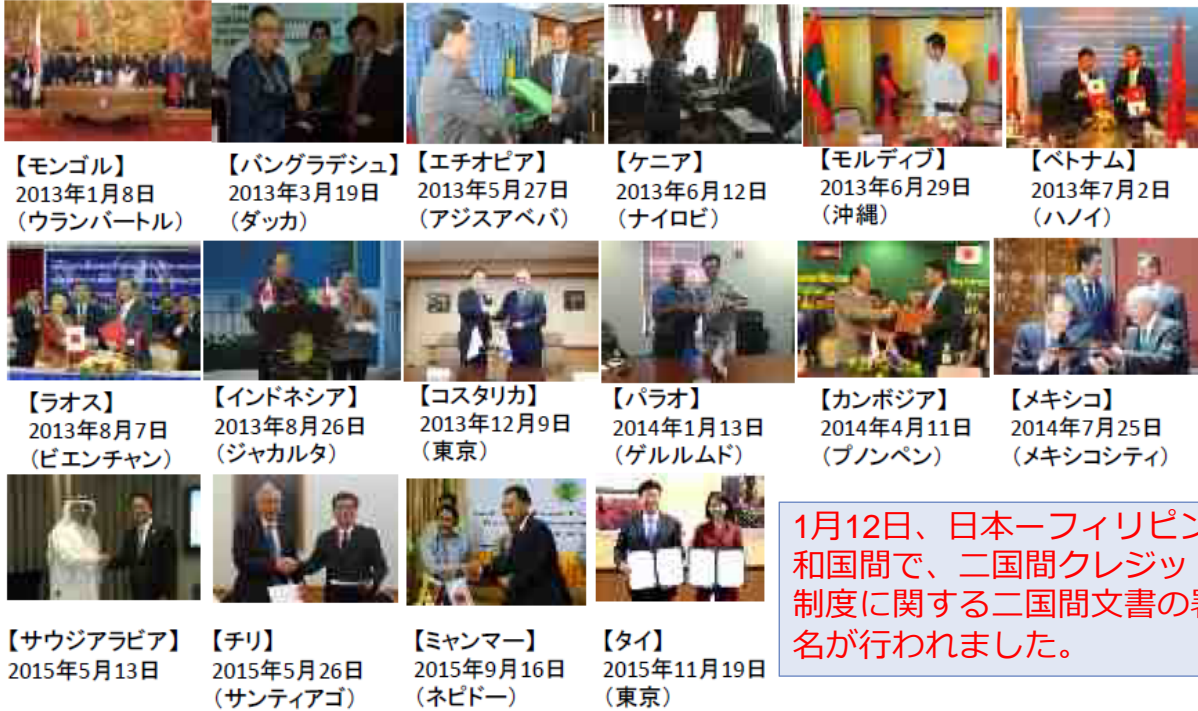 【モンゴル】
2013年1月8日
(ウランバートル)
【バングラデシュ】
2013年3月19日
(ダッカ)
【エチオピア】
2013年5月27日
(アジスアベバ)
【ケニア】
2013年6月12日
(ナイロビ)
【モルディブ】
2013年6月29日
(沖縄)
【ベトナム】
2013年7月2日
(ハノイ)
【ラオス】
2013年8月7日
(ビエンチャン)
【インドネシア】
2013年8月26日
(ジャカルタ)
【コスタリカ】
2013年12月9日
(東京)
【パラオ】
2014年1月13日
(ゲルルムド)
【カンボジア】
2014年4月11日
(プノンペン)
【メキシコ】
2014年7月25日
(メキシコシティ)
【サウジアラビア】
2015年5月13日
【チリ】
2015年5月26日
(サンティアゴ)
【ミャンマー】
2015年9月16日
(ネピドー)
【タイ】
2015年11月19日
(東京)
1月12日、日本ーフィリピン
和国間で、二国間クレジッ
制度に関する二国間文書の署
名が行われました。